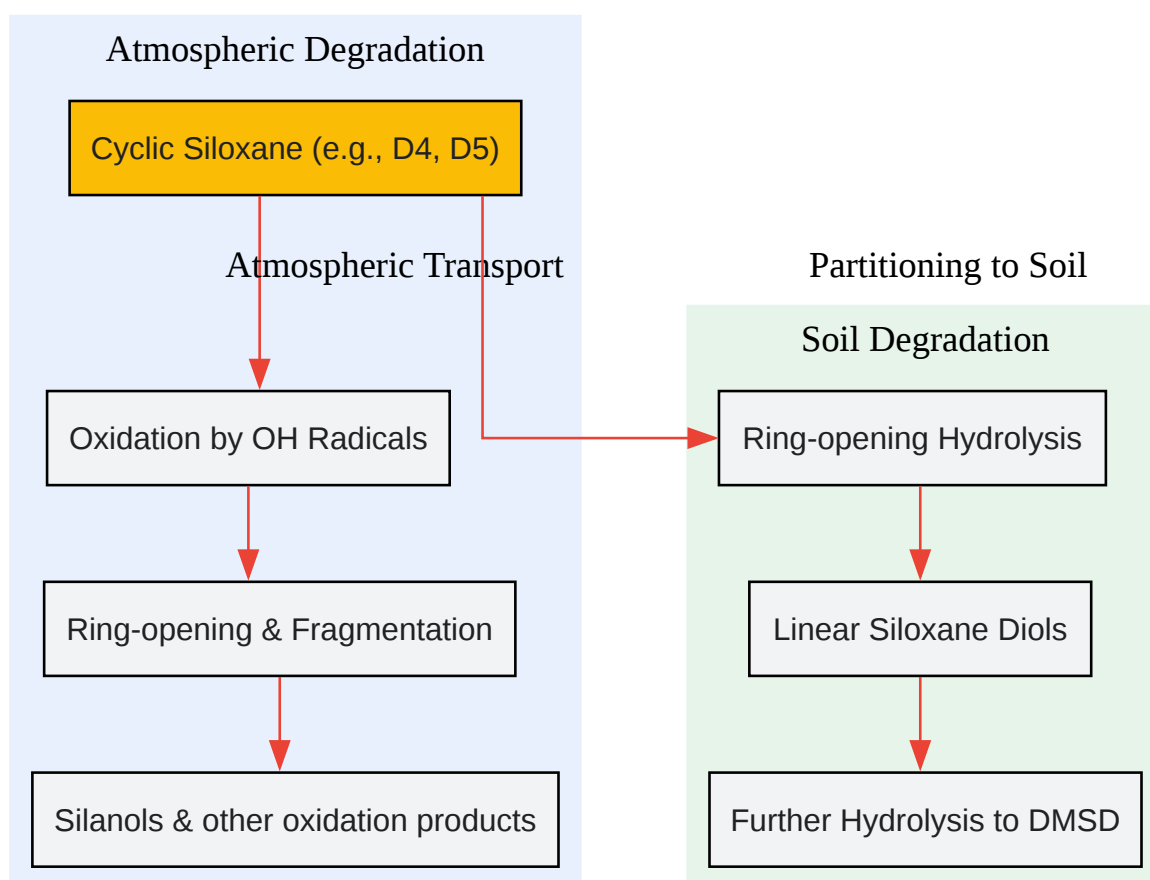 Atmospheric Degradation
Cyclic Siloxane (e.g., D4, D5)
Atmospheric Transport
Partitioning to Soil
Soil Degradation
Oxidation by OH Radicals
Ring-opening Hydrolysis
Ring-opening & Fragmentation
Linear Siloxane Diols
Silanols & other oxidation products
Further Hydrolysis to DMSD